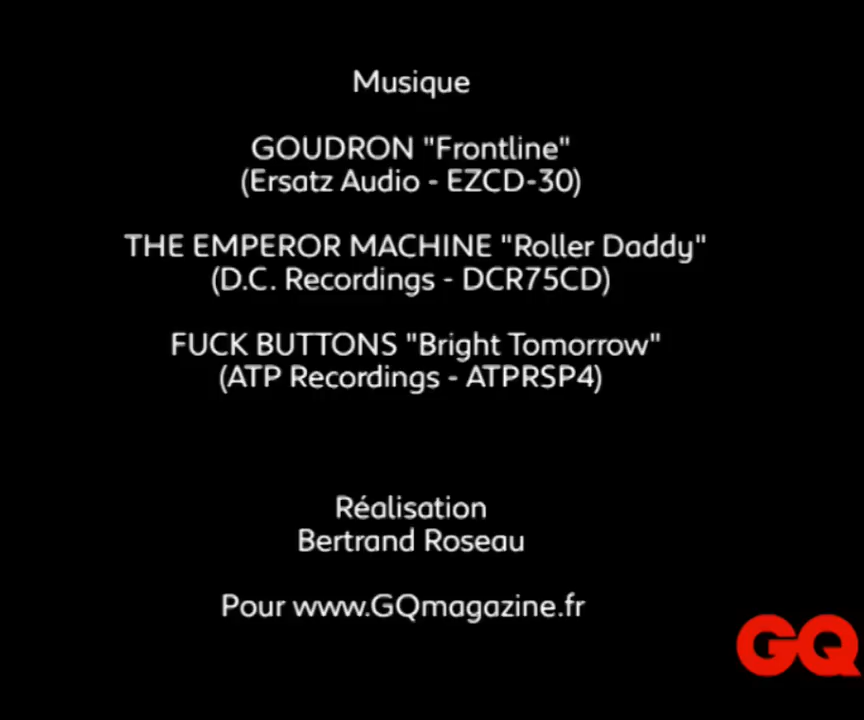 Musique
GOUDRON "Frontline"
(Ersatz Audio - EZCD-30)
THE EMPEROR MACHINE "Roller Daddy"
(D.C. Recordings - DCR75CD)
FUCK BUTTONS "Bright Tomorrow"
(ATP Recordings - ATPRSP4)
Réalisation
Bertrand Roseau
Pour www.GQmagazine.fr
GQ